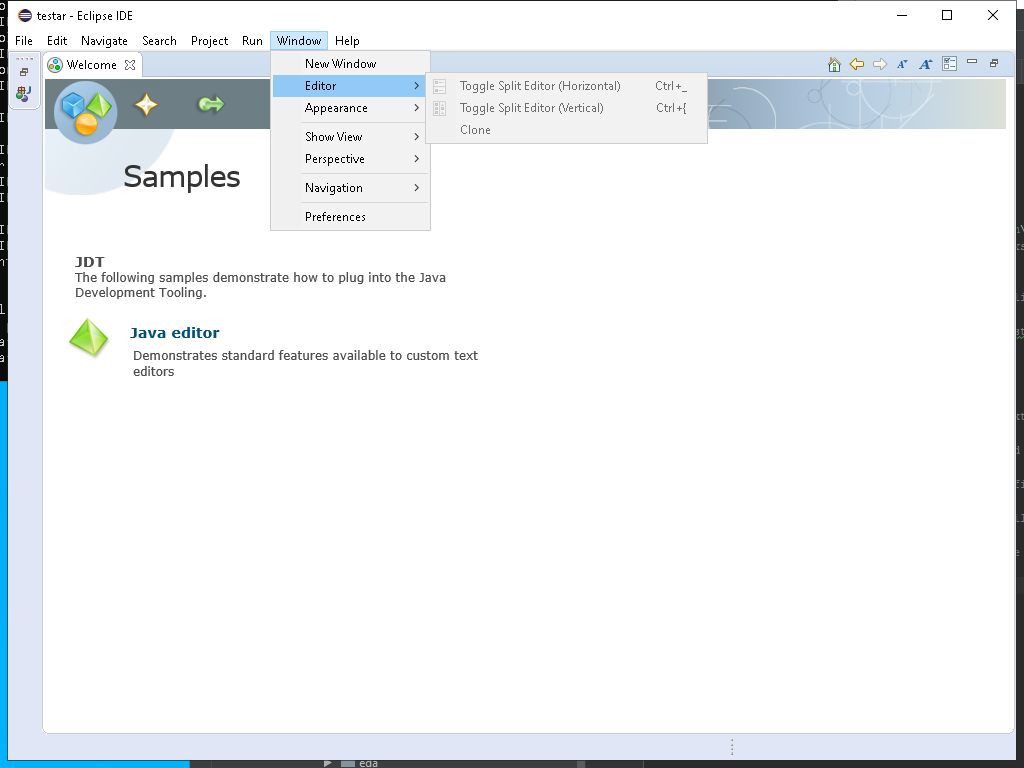 testar - Eclipse IDE
File Edit Navigate Search Project Run Window Help
Welcome
New Window
Editor
Appearance
Show View
Perspective
Navigation
Preferences
Toggle Split Editor (Horizontal) Ctrl+_
Toggle Split Editor (Vertical) Ctrl+{
Clone
Samples
JDT
The following samples demonstrate how to plug into the Java
Development Tooling.
Java editor
Demonstrates standard features available to custom text
editors
eda